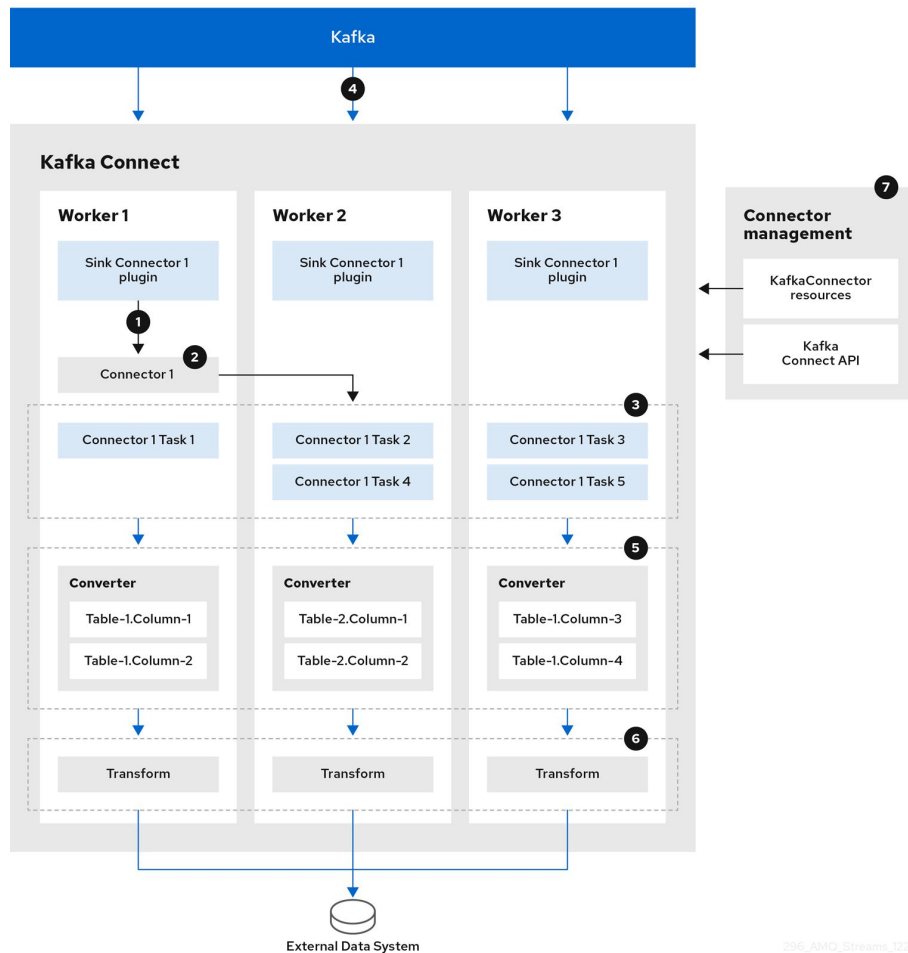 Kafka
4
Kafka Connect
7
Worker 1
Worker 2
Worker 3
Connector
management
Sink Connector 1
plugin
Sink Connector 1
plugin
Sink Connector 1
plugin
KafkaConnector
resources
1
Kafka
Connect API
2
Connector 1
3
Connector 1 Task 1
Connector 1 Task 2
Connector 1 Task 3
Connector 1 Task 4
Connector 1 Task 5
5
Converter
Converter
Converter
Table-1.Column-1
Table-2.Column-1
Table-1.Column-3
Table-1.Column-2
Table-2.Column-2
Table-1.Column-4
6
Transform
Transform
Transform
External Data System
296_AMQ_Streams_122